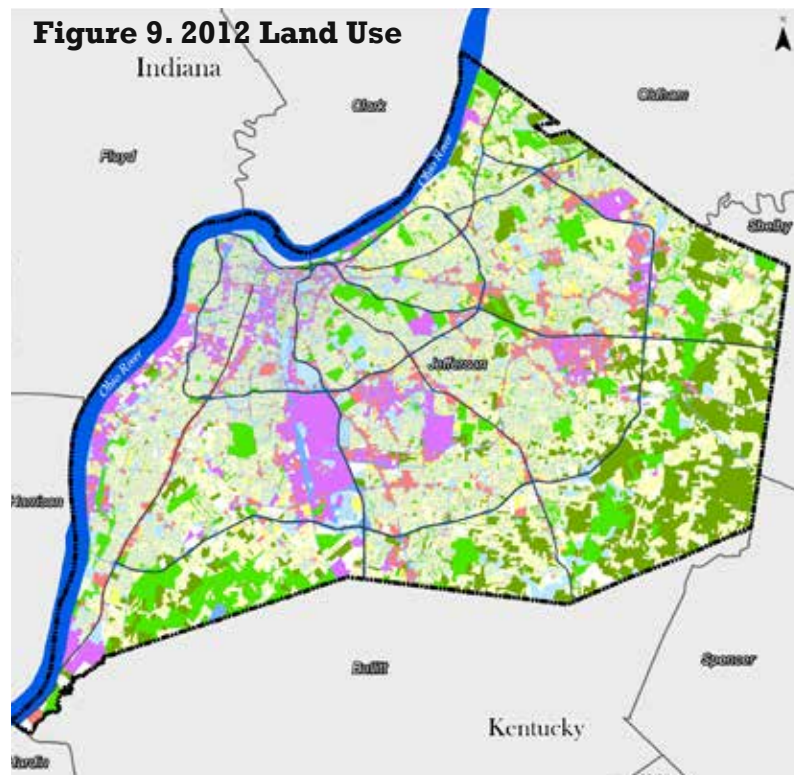 Figure 9. 2012 Land Use
Indiana
Clark
Oldham
Floyd
Ohio River
Shelby
Jefferson
Ohio River
Harrison
Bullitt
Spencer
Kentucky
Hardin